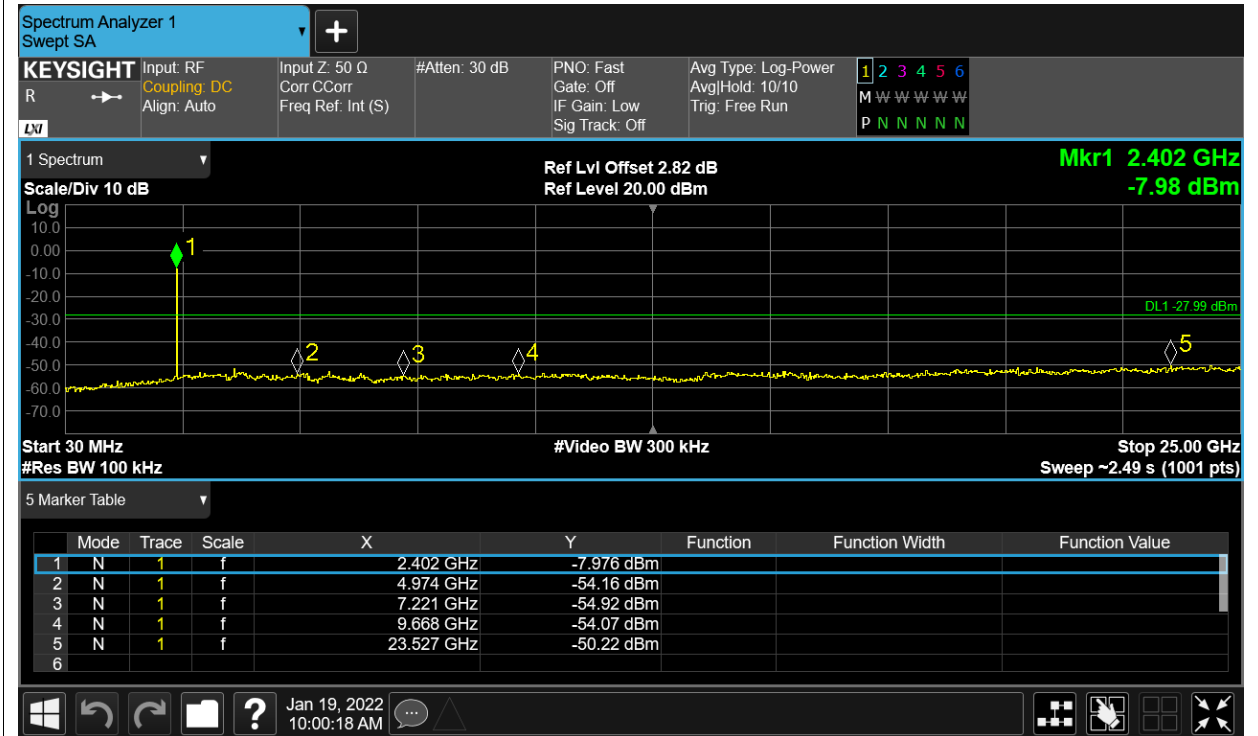 Spectrum Analyzer 1
Swept SA
KEYSIGHT
R
LXI
Input: RF
Coupling: DC
Align: Auto
Input Z: 50 Ω
Corr CCorr
Freq Ref: Int (S)
#Atten: 30 dB
PNO: Fast
Gate: Off
IF Gain: Low
Sig Track: Off
Avg Type: Log-Power
Avg|Hold: 10/10
Trig: Free Run
1 2 3 4 5 6
M W W W W W
P N N N N N
1 Spectrum
Scale/Div 10 dB
Ref Lvl Offset 2.82 dB
Ref Level 20.00 dBm
Mkr1 2.402 GHz
-7.98 dBm
Log
10.0
0.00
-10.0
-20.0
-30.0
-40.0
-50.0
-60.0
-70.0
1
2
3
4
5
DL1 -27.99 dBm
Start 30 MHz
#Res BW 100 kHz
#Video BW 300 kHz
Stop 25.00 GHz
Sweep ~2.49 s (1001 pts)
5 Marker Table
Mode Trace Scale X Y Function Function Width Function Value
1 N 1 f 2.402 GHz -7.976 dBm
2 N 1 f 4.974 GHz -54.16 dBm
3 N 1 f 7.221 GHz -54.92 dBm
4 N 1 f 9.668 GHz -54.07 dBm
5 N 1 f 23.527 GHz -50.22 dBm
6
?
Jan 19, 2022
10:00:18 AM